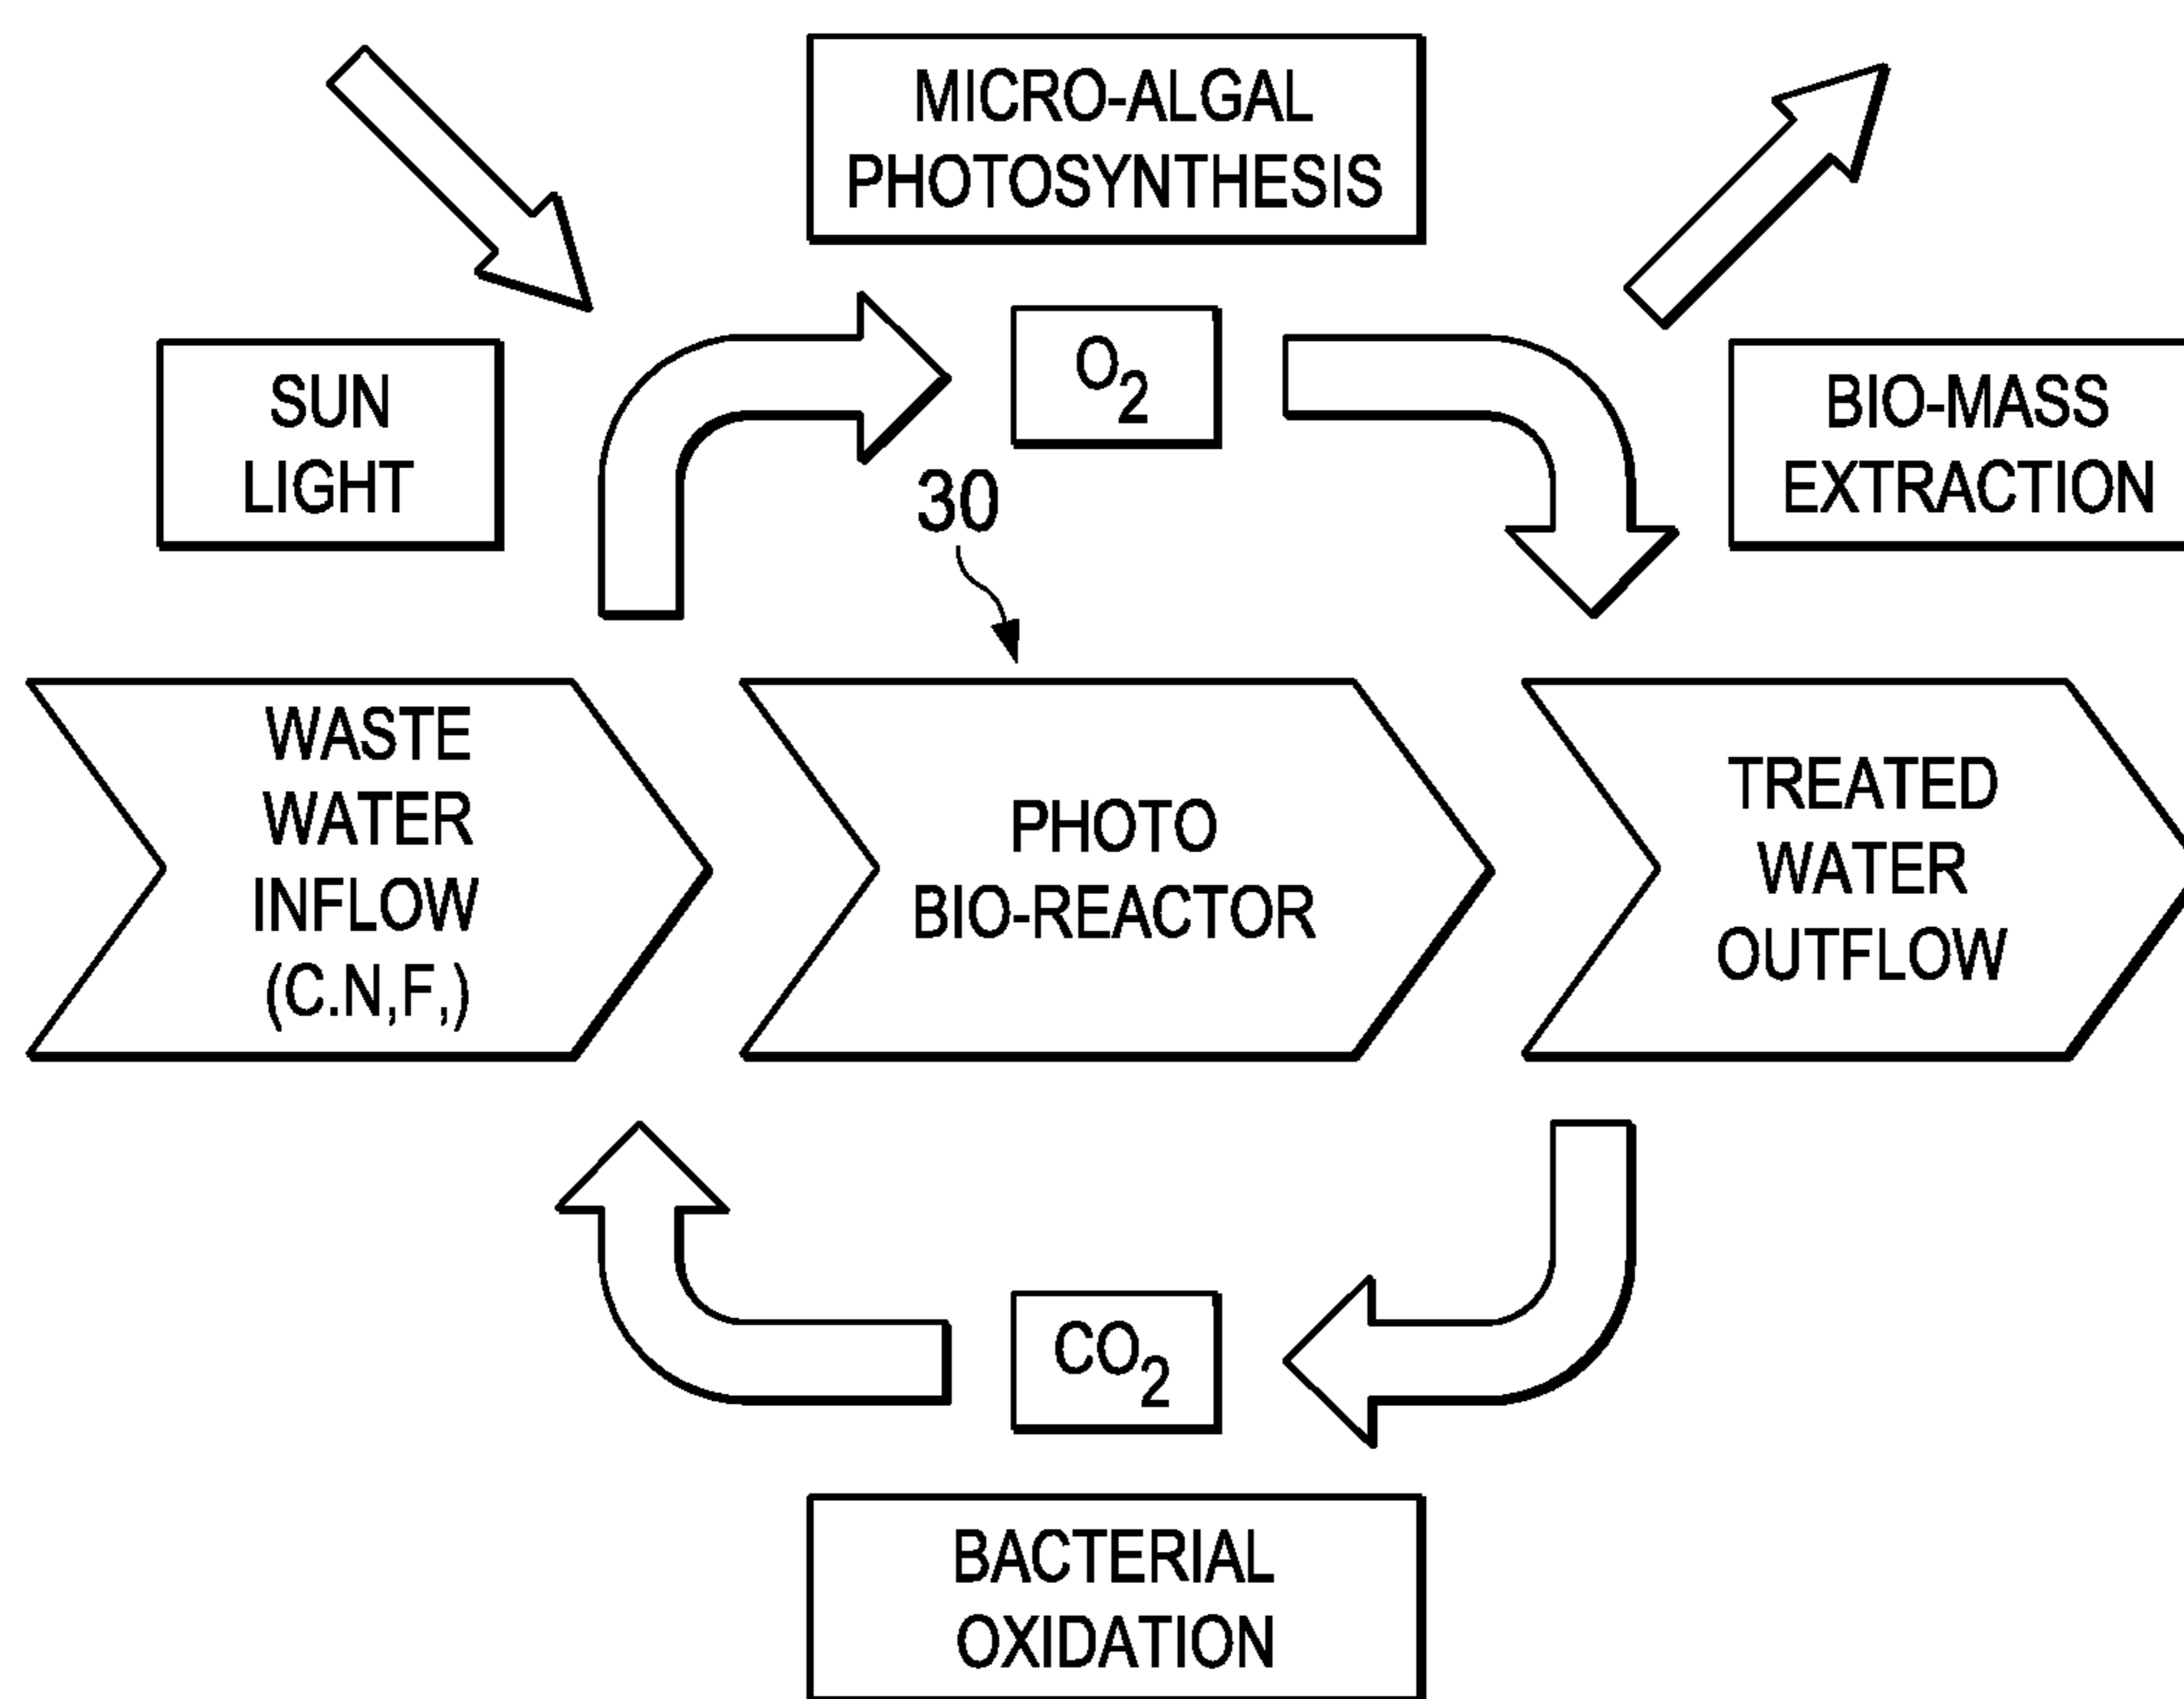 MICRO-ALGAL
PHOTOSYNTHESIS
SUN
LIGHT
O2
BIO-MASS
EXTRACTION
30
WASTE
WATER
INFLOW
(C.N,F,)
PHOTO
BIO-REACTOR
TREATED
WATER
OUTFLOW
CO2
BACTERIAL
OXIDATION